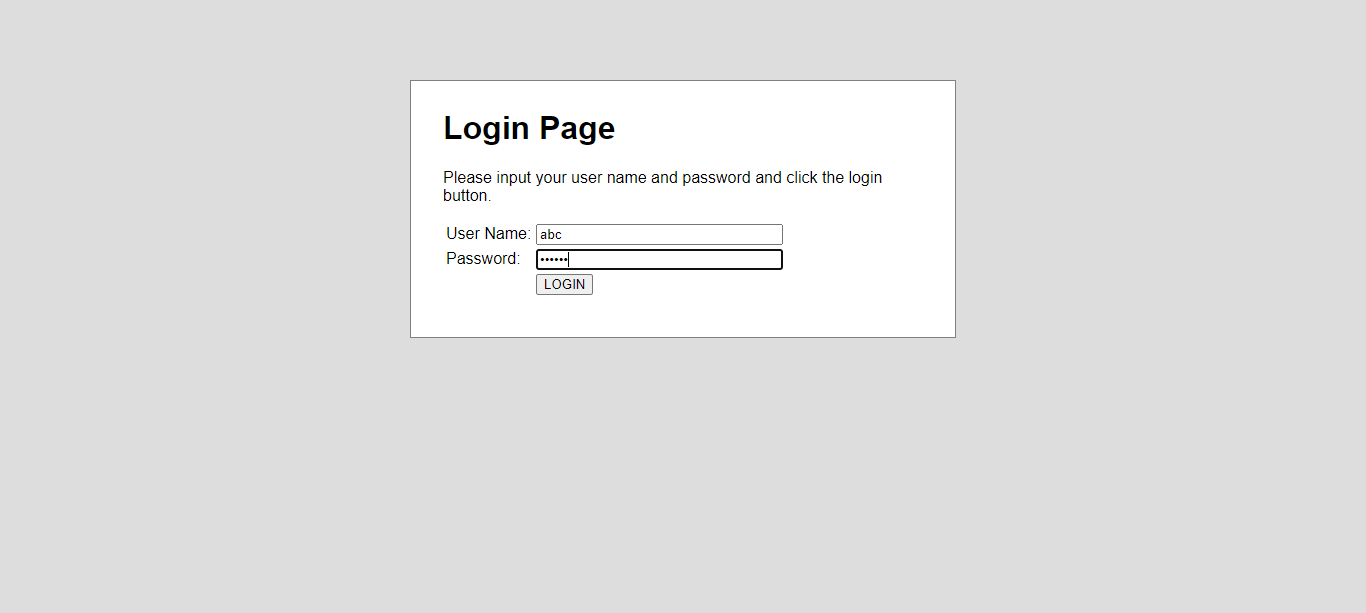 Login Page
Please input your user name and password and click the login
button.
User Name: abc
Password: ••••••
LOGIN